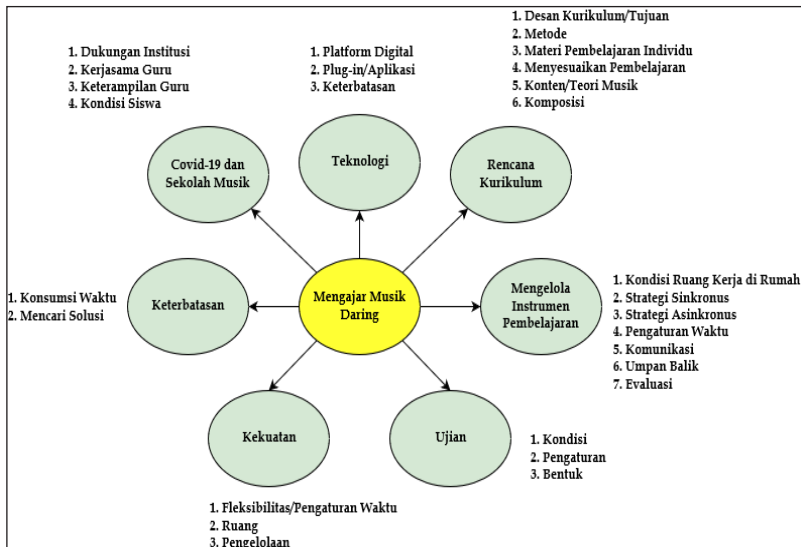 1. Desan Kurikulum/Tujuan
2. Metode
3. Materi Pembelajaran Individu
4. Menyesuaikan Pembelajaran
5. Konten/Teori Musik
6. Komposisi
1. Dukungan Institusi
2. Kerjasama Guru
3. Keterampilan Guru
4. Kondisi Siswa
1. Platform Digital
2. Plug-in/Aplikasi
3. Keterbatasan
Covid-19 dan
Sekolah Musik
Teknologi
Rencana
Kurikulum
1. Konsumsi Waktu
2. Mencari Solusi
Keterbatasan
Mengajar Musik
Daring
Mengelola
Instrumen
Pembelajaran
1. Kondisi Ruang Kerja di Rumah
2. Strategi Sinkronus
3. Strategi Asinkronus
4. Pengaturan Waktu
5. Komunikasi
6. Umpan Balik
7. Evaluasi
Kekuatan
Ujian
1. Kondisi
2. Pengaturan
3. Bentuk
1. Fleksibilitas/Pengaturan Waktu
2. Ruang
3. Pengelolaan